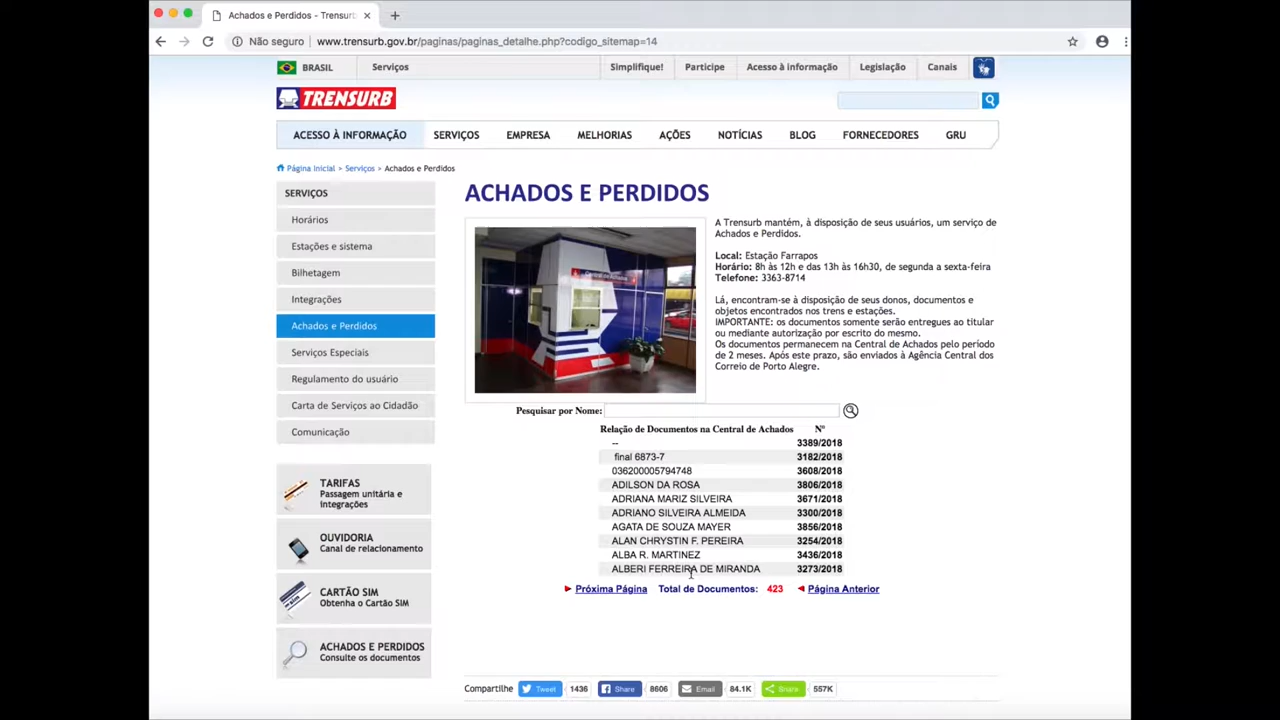 Achados e Perdidos - Trensurb
Não seguro
www.trensurb.gov.br/paginas/paginas_detalhe.php?codigo_sitemap=14
BRASIL Serviços Simplifique! Participe Acesso à informação Legislação Canais
TRENSURB
ACESSO À INFORMAÇÃO SERVIÇOS EMPRESA MELHORIAS AÇÕES NOTÍCIAS BLOG FORNECEDORES GRU
Página Inicial > Serviços > Achados e Perdidos
SERVIÇOS
Horários
Estações e sistema
Bilhetagem
Integrações
Achados e Perdidos
Serviços Especiais
Regulamento do usuário
Carta de Serviços ao Cidadão
Comunicação
TARIFAS
Passagem unitária e
integrações
OUVIDORIA
Canal de relacionamento
CARTÃO SIM
Obtenha o Cartão SIM
ACHADOS E PERDIDOS
Consulte os documentos
ACHADOS E PERDIDOS
A Trensurb mantém, à disposição de seus usuários, um serviço de
Achados e Perdidos.
Local: Estação Farrapos
Horário: 8h às 12h e das 13h às 16h30, de segunda a sexta-feira
Telefone: 3363-8714
Lá, encontram-se à disposição de seus donos, documentos e
objetos encontrados nos trens e estações.
IMPORTANTE: os documentos somente serão entregues ao titular
ou mediante autorização por escrito do mesmo.
Os documentos permanecem na Central de Achados pelo período
de 2 meses. Após este prazo, são enviados à Agência Central dos
Correio de Porto Alegre.
Pesquisar por Nome:
Relação de Documentos na Central de Achados Nº
-- 3389/2018
final 6873-7 3182/2018
036200005794748 3608/2018
ADILSON DA ROSA 3806/2018
ADRIANA MARIZ SILVEIRA 3671/2018
ADRIANO SILVEIRA ALMEIDA 3300/2018
AGATA DE SOUZA MAYER 3856/2018
ALAN CHRYSTIN F. PEREIRA 3254/2018
ALBA R. MARTINEZ 3436/2018
ALBERI FERREIRA DE MIRANDA 3273/2018
Próxima Página Total de Documentos: 423 Página Anterior
Compartilhe Tweet 1436 Share 8606 Email 84.1K Share 557K